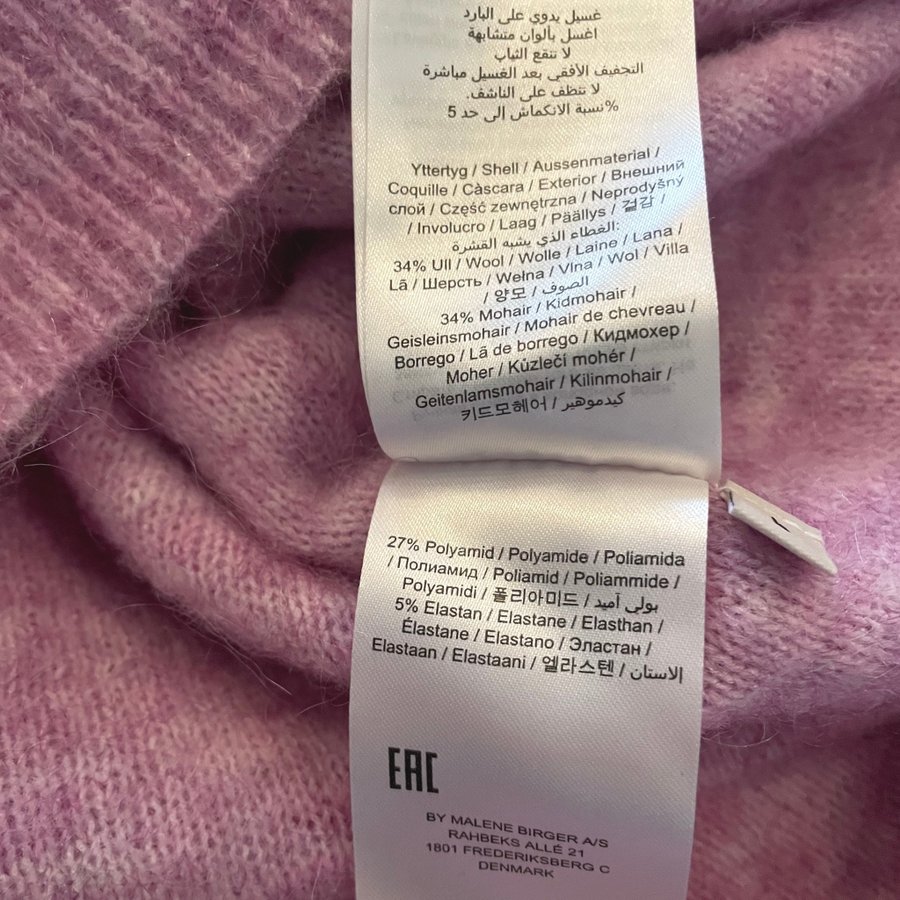 غسيل يدوي على البارد
اغسل بألوان متشابهة
لا تنقع الثياب
التجفيف الأفقي بعد الغسيل مباشرة
لا تنظف على الناشف.
%نسبة الانكماش إلى حد 5
Yttertyg / Shell / Aussenmaterial /
Coquille / Càscara / Exterior / Внешний
слой / Część zewnętrzna / Neprodyšný
/ Involucro / Laag / Päällys / 겉감 /
الغطاء الذي يشبه القشرة:
34% Ull / Wool / Wolle / Laine / Lana /
Lã / Шерсть / Wełna / Vlna / Wol / Villa
/ 양모 / الصوف
34% Mohair / Kidmohair /
Geisleinsmohair / Mohair de chevreau /
Borrego / Lã de borrego / Кидмохер /
Moher / Kůzlečí mohér /
Geitenlamsmohair / Kilinmohair /
키드모헤어 / كيدموهير
27% Polyamid / Polyamide / Poliamida
/ Полиамид / Poliamid / Poliammide /
Polyamidi / 폴리아미드 / بولي أميد
5% Elastan / Elastane / Elasthan /
Élastane / Elastano / Эластан /
Elastaan / Elastaani / 엘라스텐 / الاستان
EAC
BY MALENE BIRGER A/S
RAHBEKS ALLÉ 21
1801 FREDERIKSBERG C
DENMARK